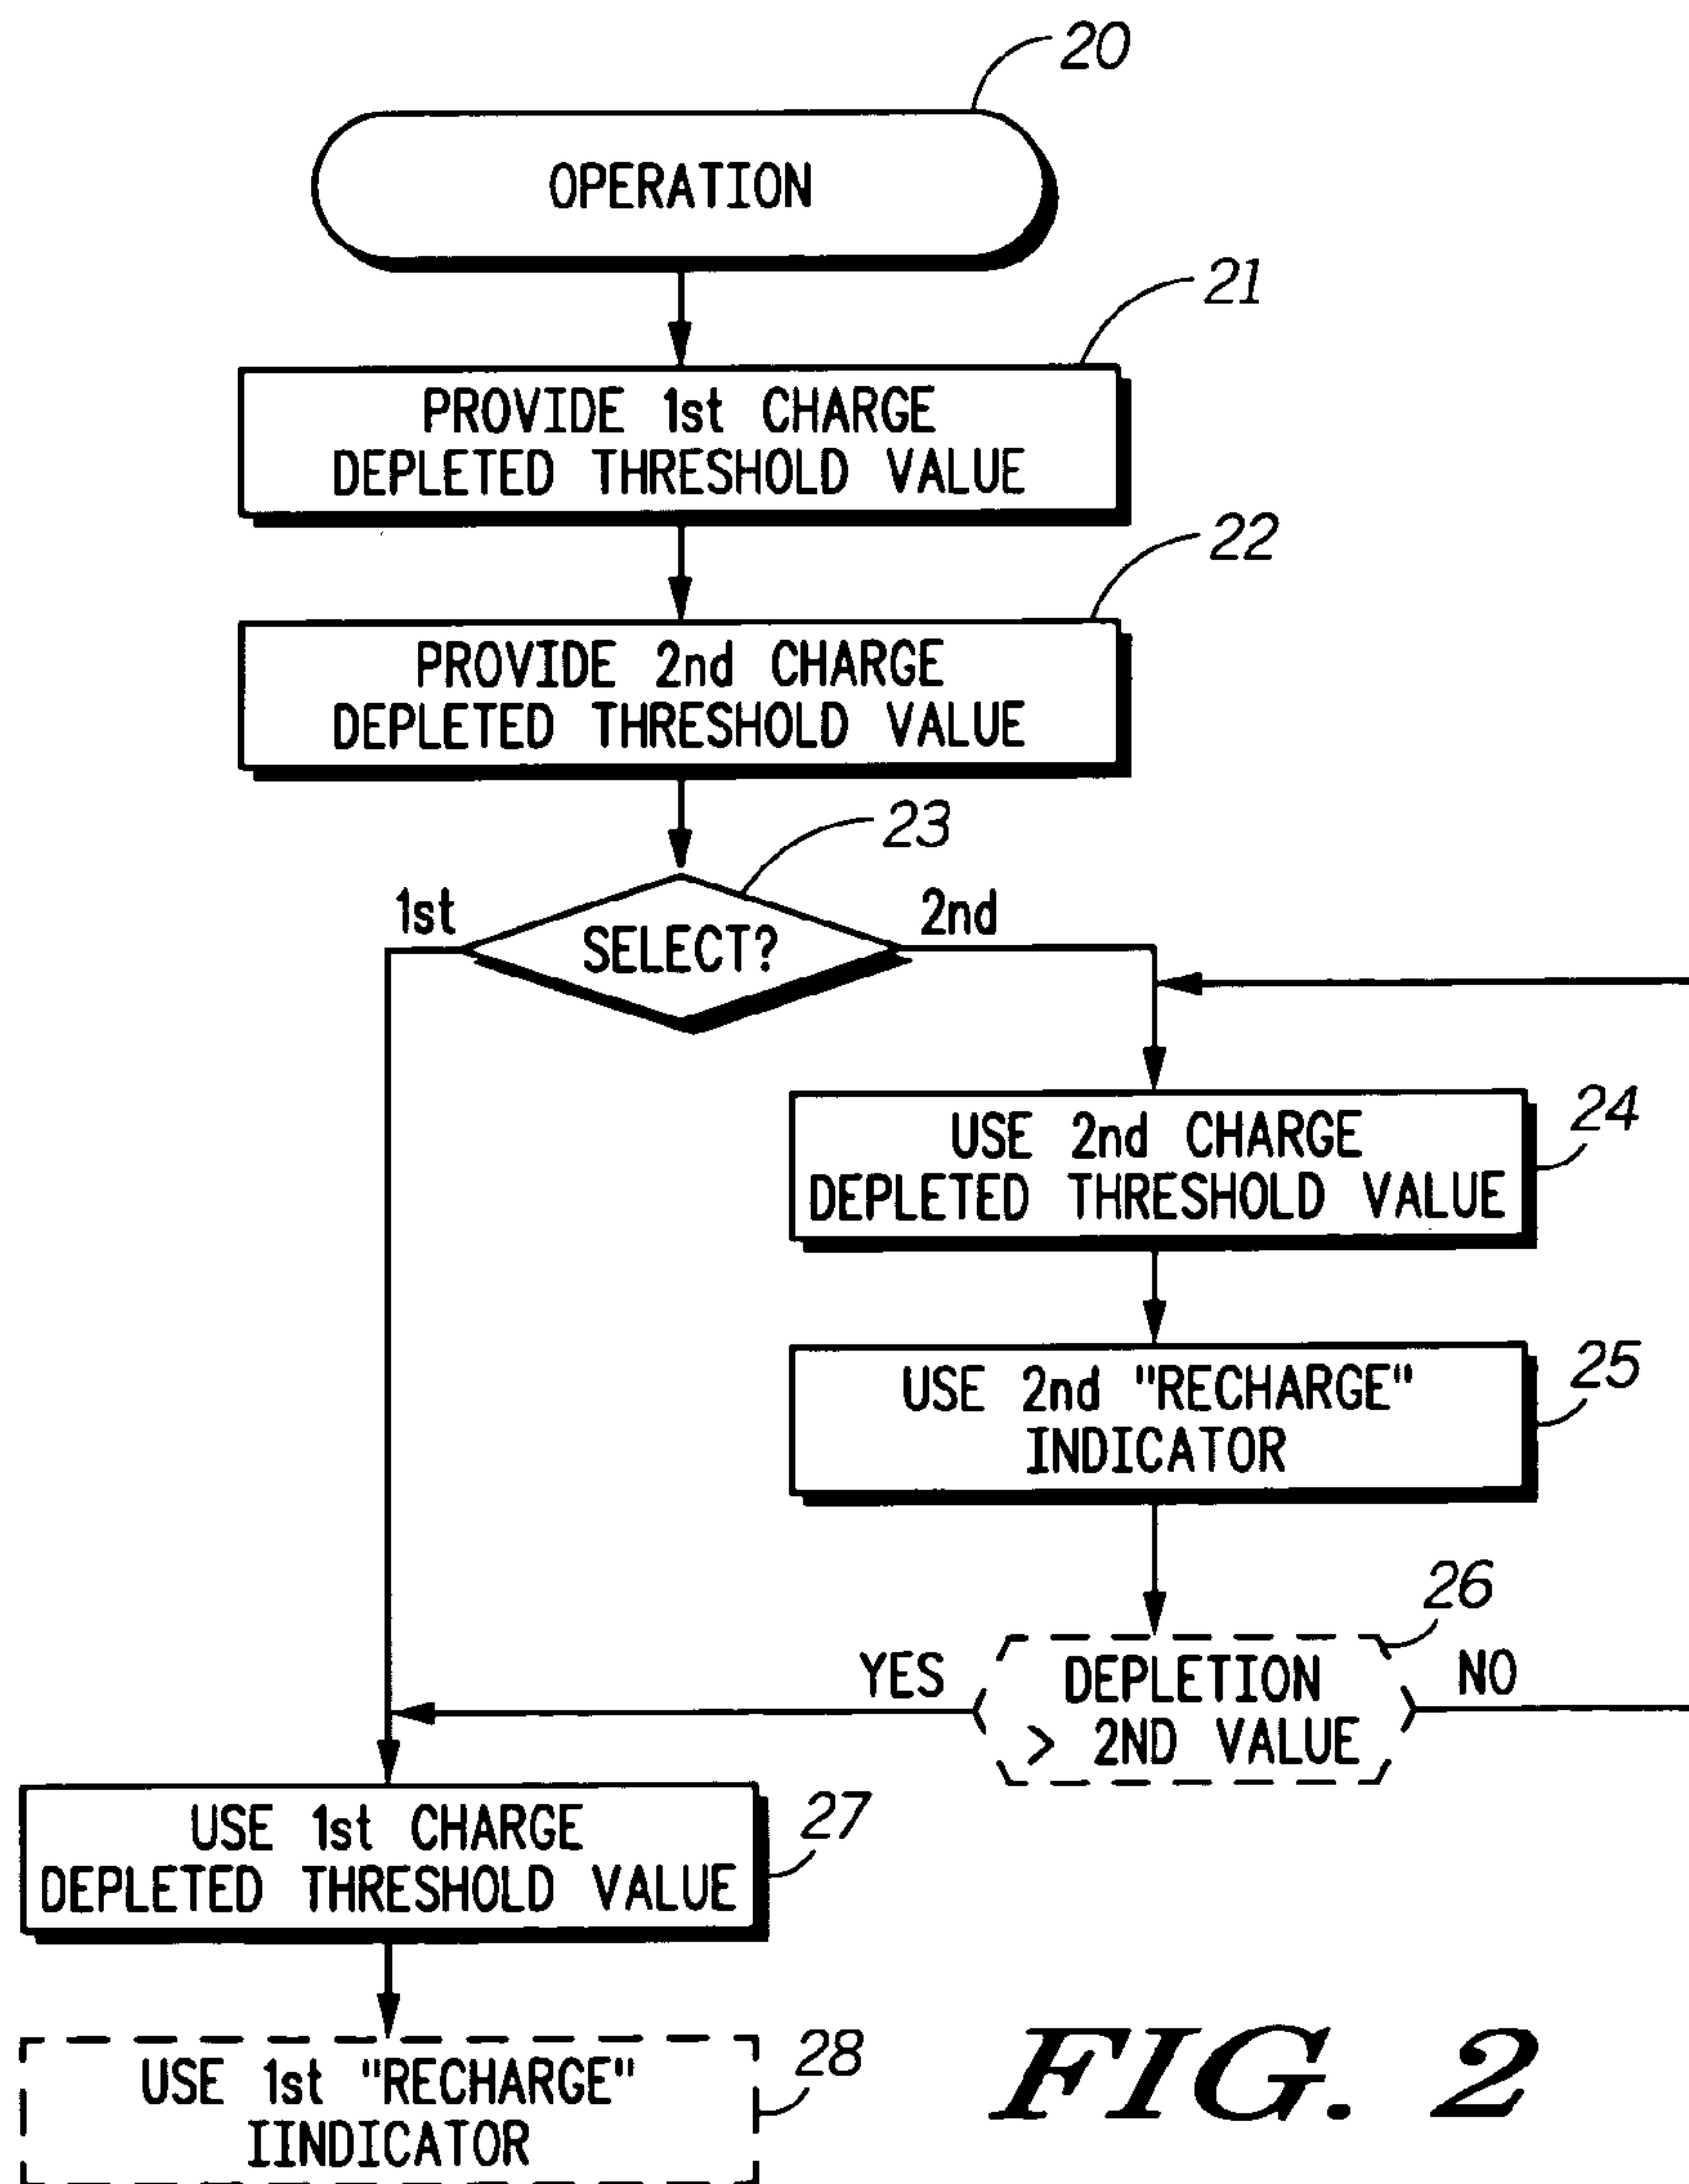 20
OPERATION
21
PROVIDE 1st CHARGE
DEPLETED THRESHOLD VALUE
22
PROVIDE 2nd CHARGE
DEPLETED THRESHOLD VALUE
23
1st
SELECT?
2nd
24
USE 2nd CHARGE
DEPLETED THRESHOLD VALUE
25
USE 2nd "RECHARGE"
INDICATOR
26
YES
DEPLETION
> 2ND VALUE
NO
27
USE 1st CHARGE
DEPLETED THRESHOLD VALUE
28
USE 1st "RECHARGE"
IINDICATOR
FIG. 2